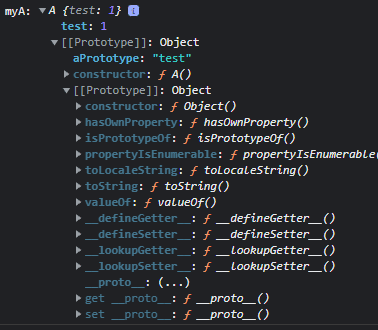 myA: ▼ A {test: 1} i
test: 1
▼ [[Prototype]]: Object
aPrototype: "test"
▶ constructor: ƒ A()
▼ [[Prototype]]: Object
▶ constructor: ƒ Object()
▶ hasOwnProperty: ƒ hasOwnProperty()
▶ isPrototypeOf: ƒ isPrototypeOf()
▶ propertyIsEnumerable: ƒ propertyIsEnumerable(
▶ toLocaleString: ƒ toLocaleString()
▶ toString: ƒ toString()
▶ valueOf: ƒ valueOf()
▶ __defineGetter__: ƒ __defineGetter__()
▶ __defineSetter__: ƒ __defineSetter__()
▶ __lookupGetter__: ƒ __lookupGetter__()
▶ __lookupSetter__: ƒ __lookupSetter__()
__proto__: (...)
▶ get __proto__: ƒ __proto__()
▶ set __proto__: ƒ __proto__()